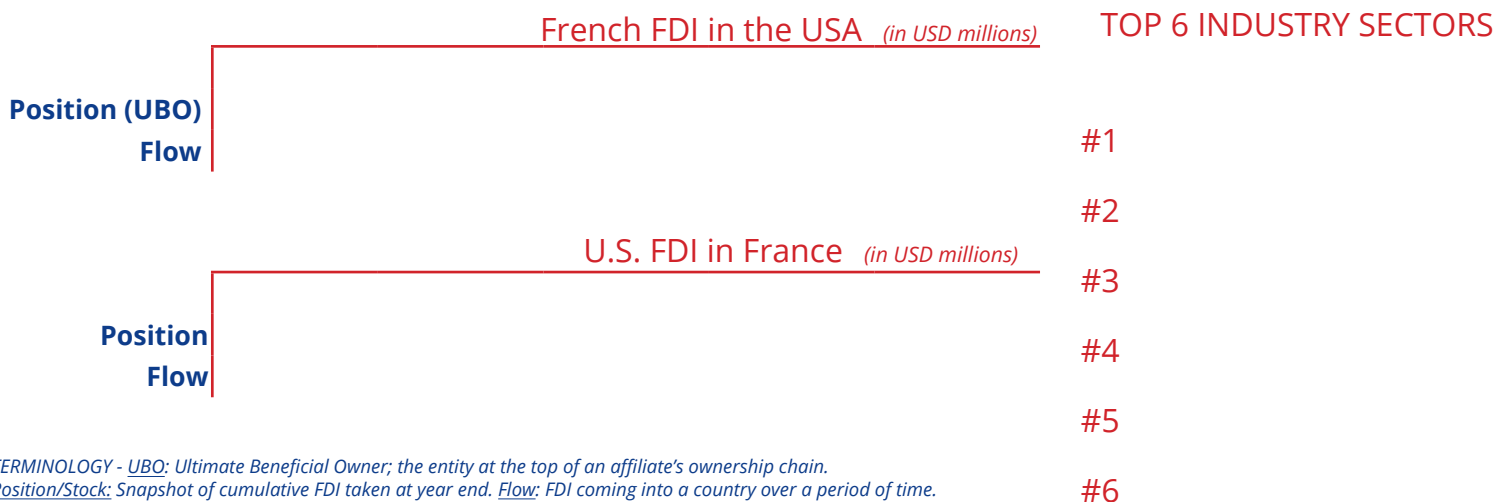 French FDI in the USA (in USD millions)
Position (UBO)
Flow
U.S. FDI in France (in USD millions)
Position
Flow
TERMINOLOGY - UBO: Ultimate Beneficial Owner; the entity at the top of an affiliate’s ownership chain.
Position/Stock: Snapshot of cumulative FDI taken at year end. Flow: FDI coming into a country over a period of time.
TOP 6 INDUSTRY SECTORS
#1
#2
#3
#4
#5
#6